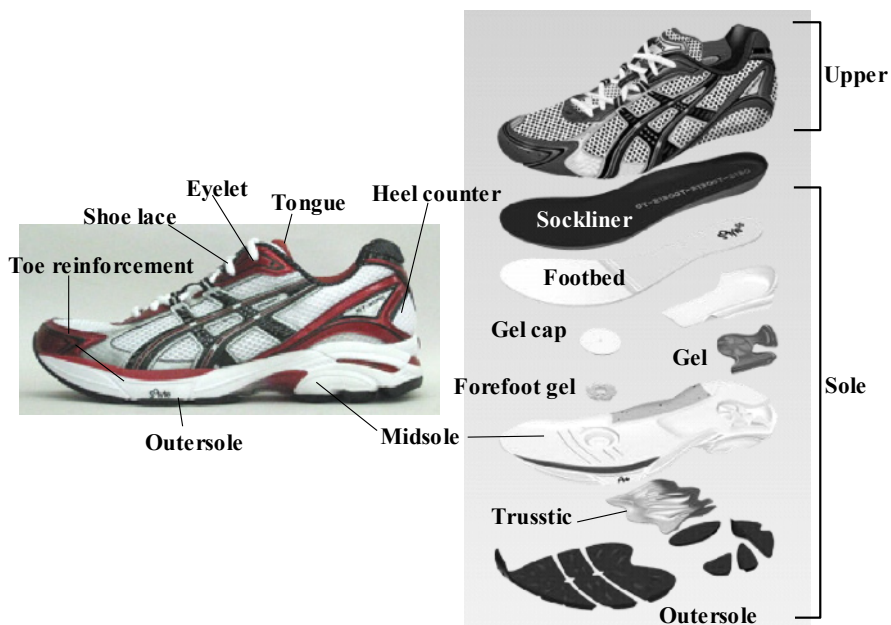 Upper
Eyelet
Tongue
Heel counter
Shoe lace
Toe reinforcement
Sockliner
Footbed
Gel cap
Gel
Forefoot gel
Sole
Outersole
Midsole
Trusstic
Outersole